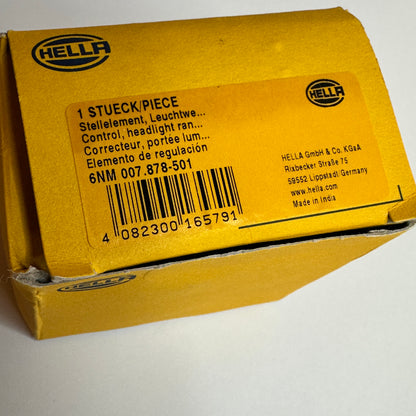 HELLA
HELLA
1 STUECK/PIECE
Stellelement, Leuchtwe...
Control, headlight ran...
Correcteur, portée lum...
Elemento de regulación
6NM 007.878-501
4 082300 165791
HELLA GmbH & Co. KGaA
Rixbecker Straße 75
59552 Lippstadt/Germany
www.hella.com
Made in India
HELLA